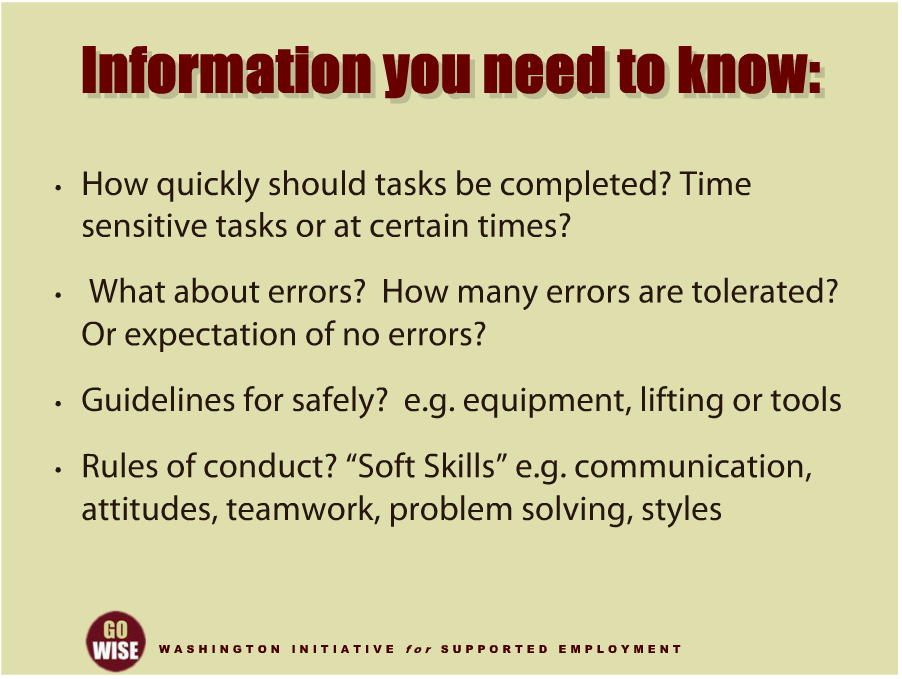 Information you need to know:
• How quickly should tasks be completed? Time
sensitive tasks or at certain times?
• What about errors? How many errors are tolerated?
Or expectation of no errors?
• Guidelines for safely? e.g. equipment, lifting or tools
• Rules of conduct? “Soft Skills” e.g. communication,
attitudes, teamwork, problem solving, styles
GO
WISE
WASHINGTON INITIATIVE for SUPPORTED EMPLOYMENT